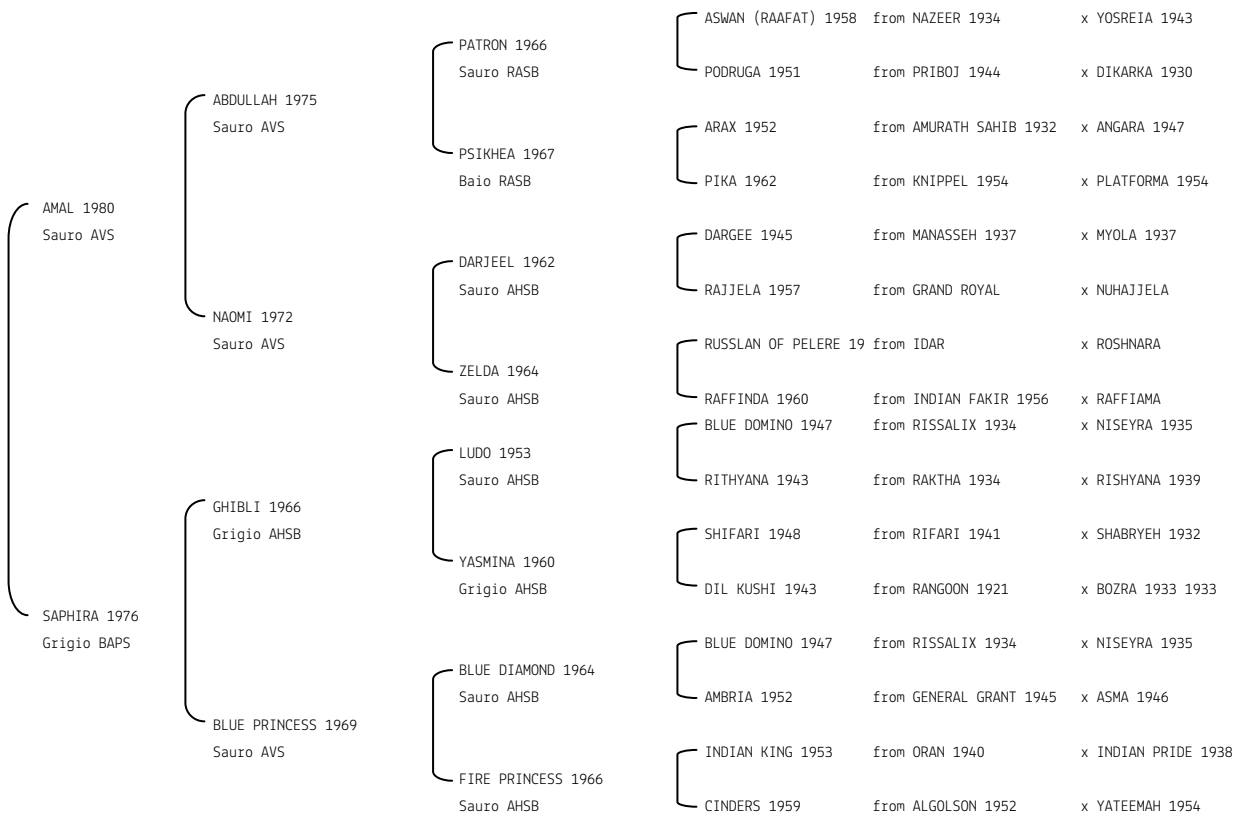 ASWAN (RAAFAT) 1958 from NAZEER 1934 x YOSREIA 1943
PATRON 1966
Sauro RASB
PODRUGA 1951 from PRIBOJ 1944 x DIKARKA 1930
ABDULLAH 1975
Sauro AVS
ARAX 1952 from AMURATH SAHIB 1932 x ANGARA 1947
PSIKHEA 1967
Baio RASB
PIKA 1962 from KNIPPEL 1954 x PLATFORMA 1954
AMAL 1980
Sauro AVS
DARGEE 1945 from MANASSEH 1937 x MYOLA 1937
DARJEEL 1962
Sauro AHSB
RAJJELA 1957 from GRAND ROYAL x NUHAJJELA
NAOMI 1972
Sauro AVS
RUSSLAN OF PELERE 19 from IDAR x ROSHNARA
ZELDA 1964
Sauro AHSB
RAFFINDA 1960 from INDIAN FAKIR 1956 x RAFFIAMA
BLUE DOMINO 1947 from RISSALIX 1934 x NISEYRA 1935
LUDO 1953
Sauro AHSB
RITHYANA 1943 from RAKTHA 1934 x RISHYANA 1939
GHIBLI 1966
Grigio AHSB
SHIFARI 1948 from RIFARI 1941 x SHABRYEH 1932
YASMINA 1960
Grigio AHSB
DIL KUSHI 1943 from RANGOON 1921 x BOZRA 1933 1933
SAPHIRA 1976
Grigio BAPS
BLUE DOMINO 1947 from RISSALIX 1934 x NISEYRA 1935
BLUE DIAMOND 1964
Sauro AHSB
AMBRIA 1952 from GENERAL GRANT 1945 x ASMA 1946
BLUE PRINCESS 1969
Sauro AVS
INDIAN KING 1953 from ORAN 1940 x INDIAN PRIDE 1938
FIRE PRINCESS 1966
Sauro AHSB
CINDERS 1959 from ALGOLSON 1952 x YATEEMAH 1954